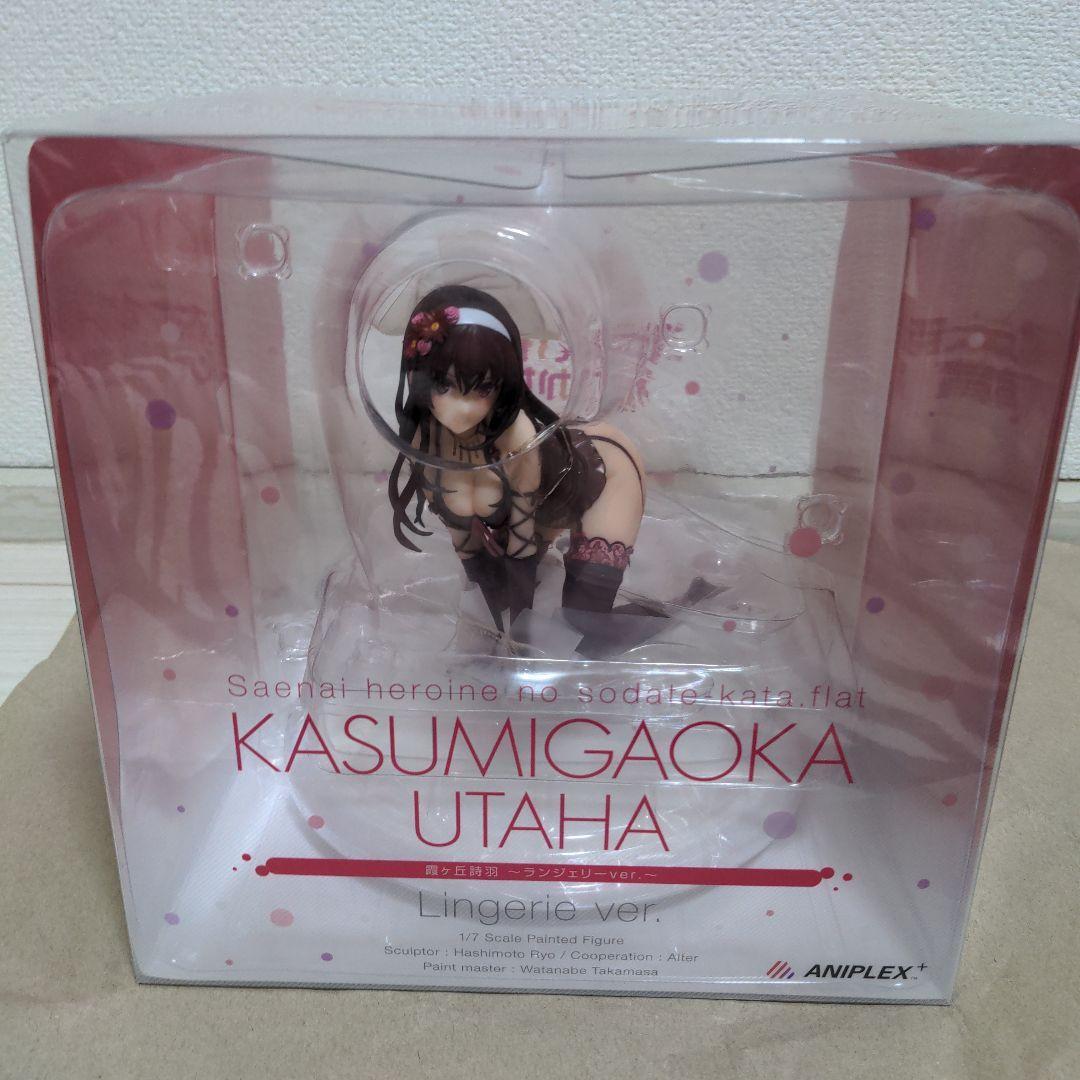 Saenai heroine no sodate-kata.flat
KASUMIGAOKA
UTAHA
霞ヶ丘詩羽 ～ランジェリーver.～
Lingerie ver.
1/7 Scale Painted Figure
Sculptor : Hashimoto Ryo / Cooperation : Alter
Paint master : Watanabe Takamasa
ANIPLEX+™